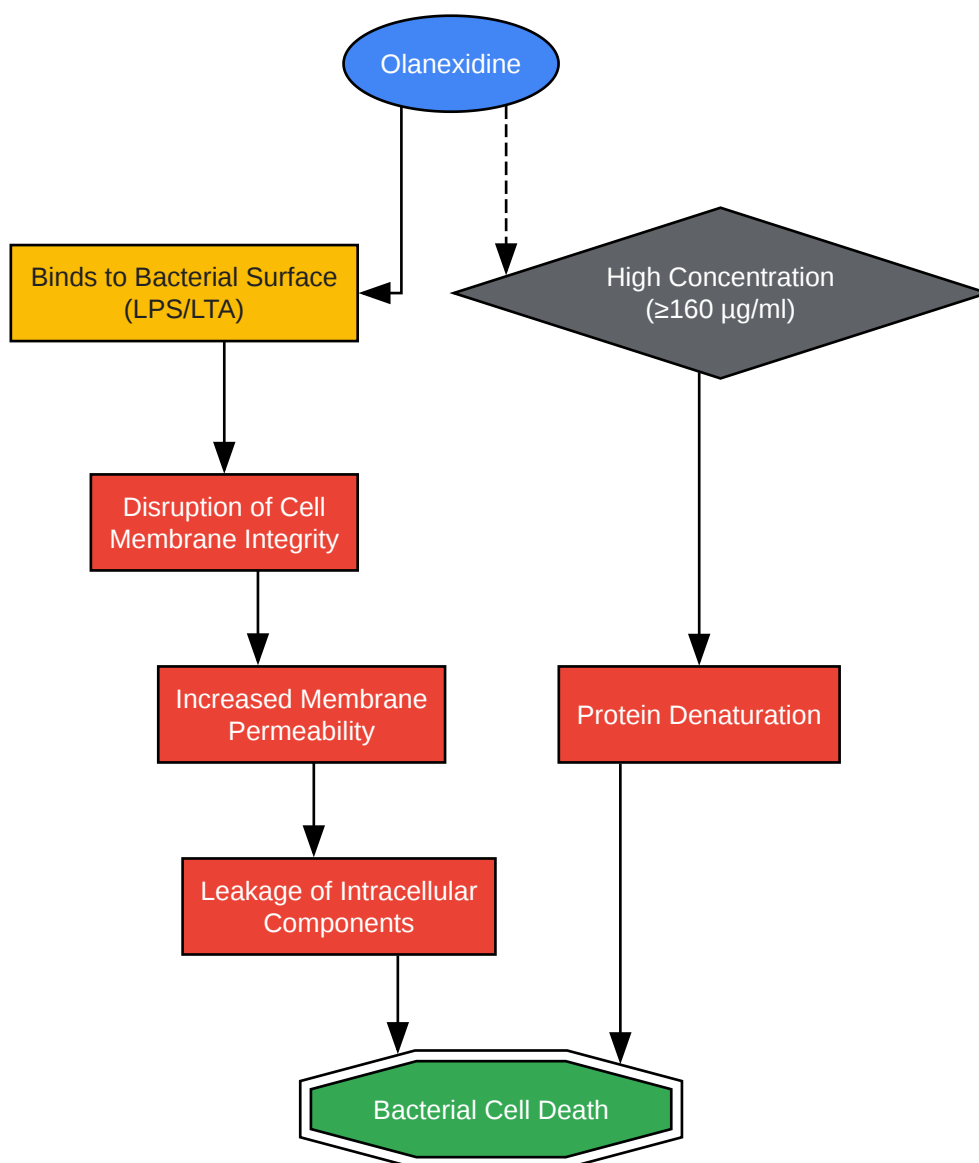 Olanexidine
Binds to Bacterial Surface
(LPS/LTA)
High Concentration
(≥160 µg/ml)
Disruption of Cell
Membrane Integrity
Increased Membrane
Permeability
Protein Denaturation
Leakage of Intracellular
Components
Bacterial Cell Death